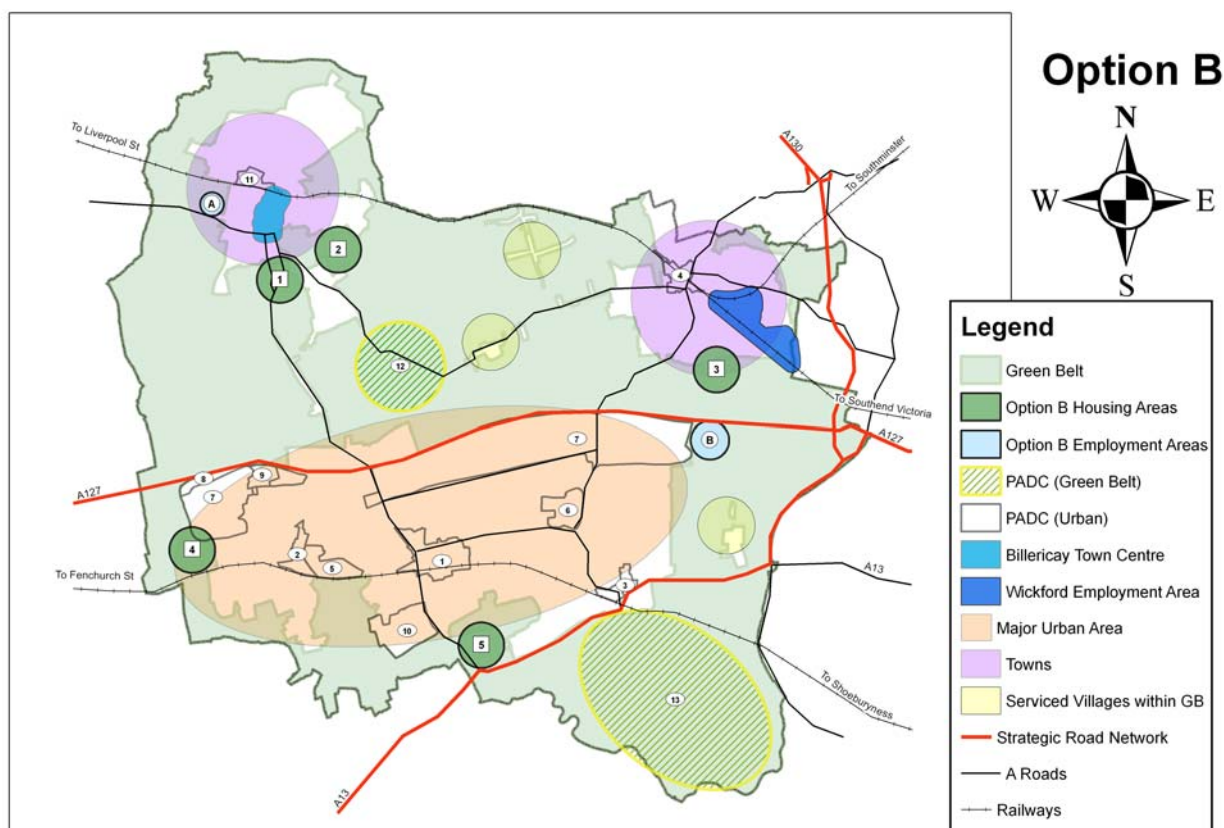 Option B
N
W E
S
To Liverpool St
A130
To Southminster
11
A
2
1
4
12
3
To Southend Victoria
A127
7
B
8
9
7
A127
6
4
2
5
1
To Fenchurch St
3
A13
10
5
13
To Shoeburyness
A13
Legend
Green Belt
Option B Housing Areas
Option B Employment Areas
PADC (Green Belt)
PADC (Urban)
Billericay Town Centre
Wickford Employment Area
Major Urban Area
Towns
Serviced Villages within GB
Strategic Road Network
A Roads
Railways